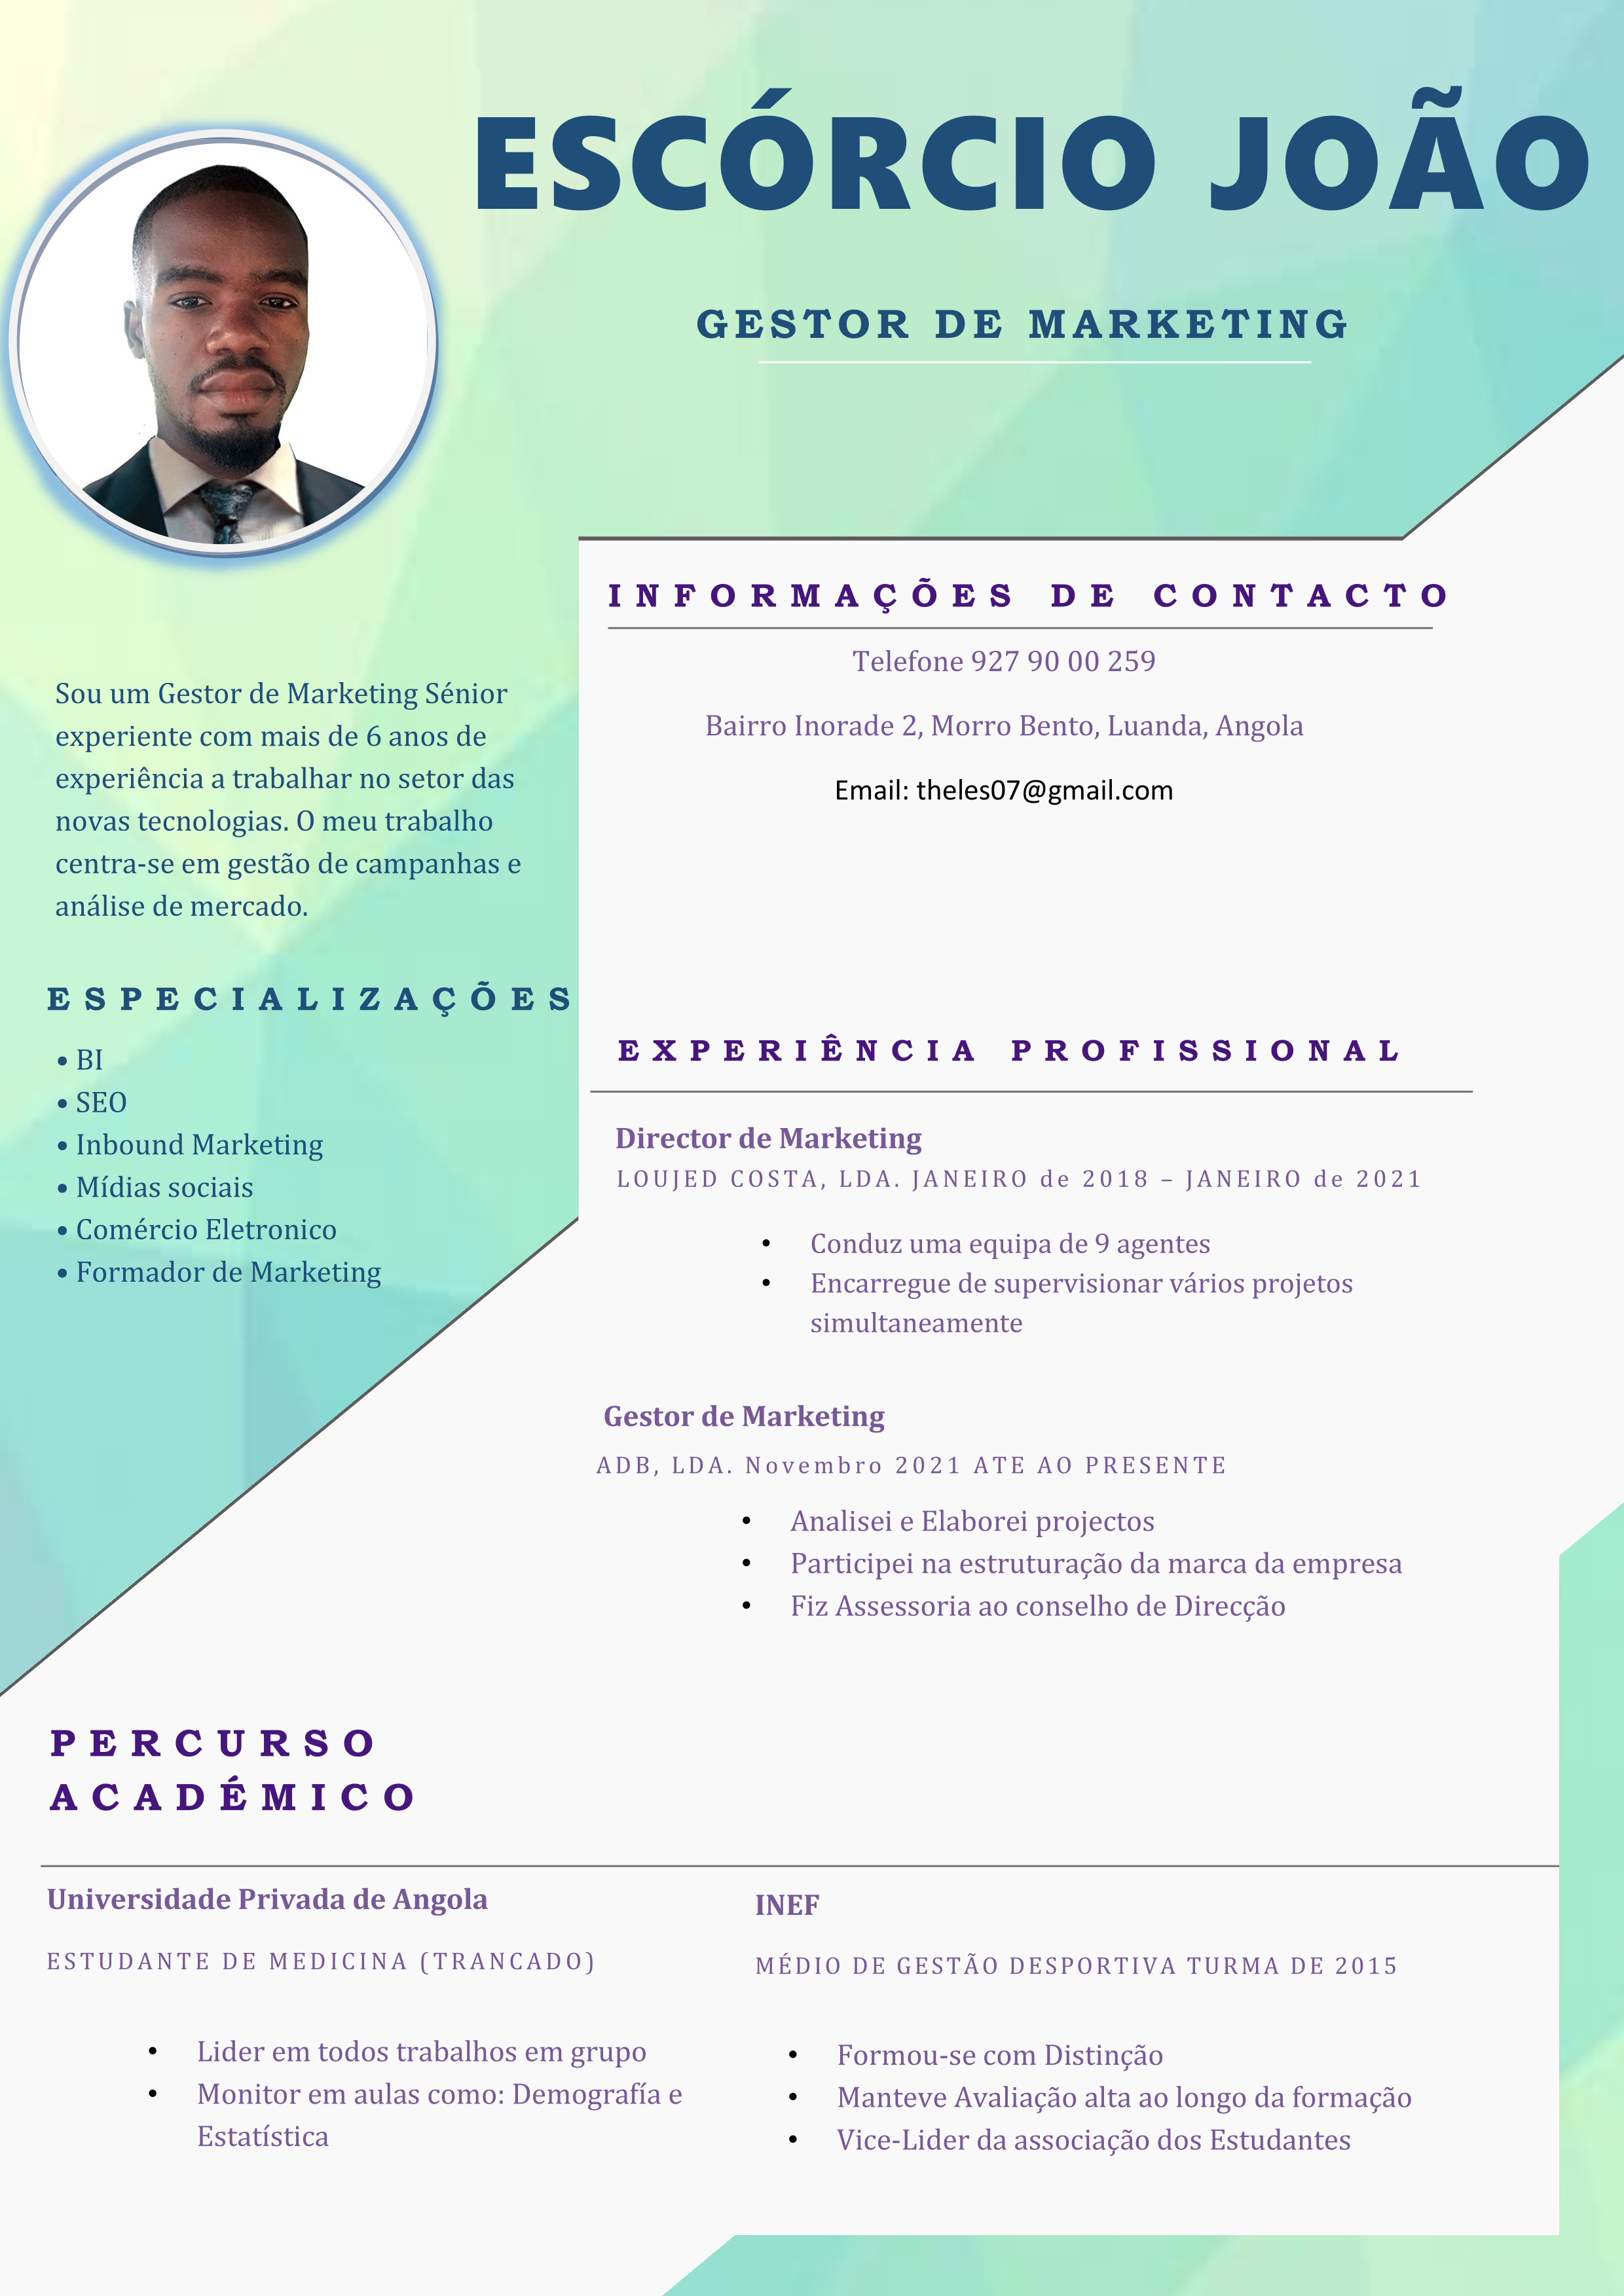 ESCÓRCIO JOÃO
GESTOR DE MARKETING
Sou um Gestor de Marketing Sénior
experiente com mais de 6 anos de
experiência a trabalhar no setor das
novas tecnologias. O meu trabalho
centra-se em gestão de campanhas e
análise de mercado.
ESPECIALIZAÇÕES
• BI
• SEO
• Inbound Marketing
• Mídias sociais
• Comércio Eletronico
• Formador de Marketing
INFORMAÇÕES DE CONTACTO
Telefone 927 90 00 259
Bairro Inorade 2, Morro Bento, Luanda, Angola
Email: theles07@gmail.com
EXPERIÊNCIA PROFISSIONAL
Director de Marketing
LOUJED COSTA, LDA. JANEIRO de 2018 – JANEIRO de 2021
• Conduz uma equipa de 9 agentes
• Encarregue de supervisionar vários projetos
simultaneamente
Gestor de Marketing
ADB, LDA. Novembro 2021 ATE AO PRESENTE
• Analisei e Elaborei projectos
• Participei na estruturação da marca da empresa
• Fiz Assessoria ao conselho de Direcção
PERCURSO
ACADÉMICO
Universidade Privada de Angola
ESTUDANTE DE MEDICINA (TRANCADO)
• Lider em todos trabalhos em grupo
• Monitor em aulas como: Demografía e
Estatística
INEF
MÉDIO DE GESTÃO DESPORTIVA TURMA DE 2015
• Formou-se com Distinção
• Manteve Avaliação alta ao longo da formação
• Vice-Lider da associação dos Estudantes